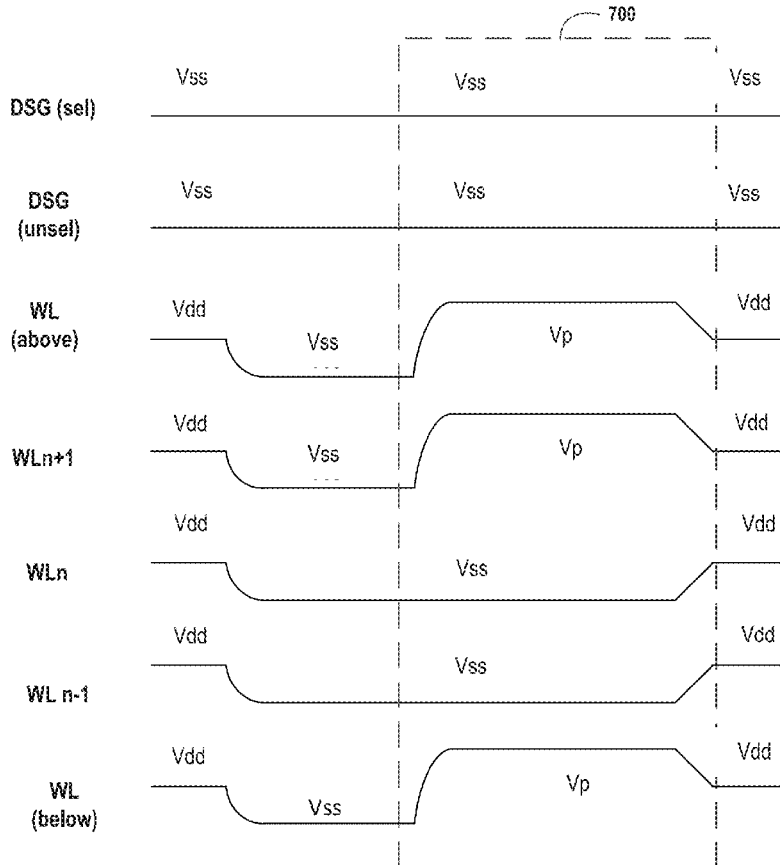 700
Vss Vss Vss
DSG (sel)
Vss Vss Vss
DSG
(unsel)
Vdd Vdd
WL
(above)
Vss Vp
Vdd Vdd
WLn+1
Vss Vp
Vdd Vdd
WLn
Vss
Vdd Vdd
WL n-1
Vss
Vdd Vdd
WL
(below)
Vss Vp